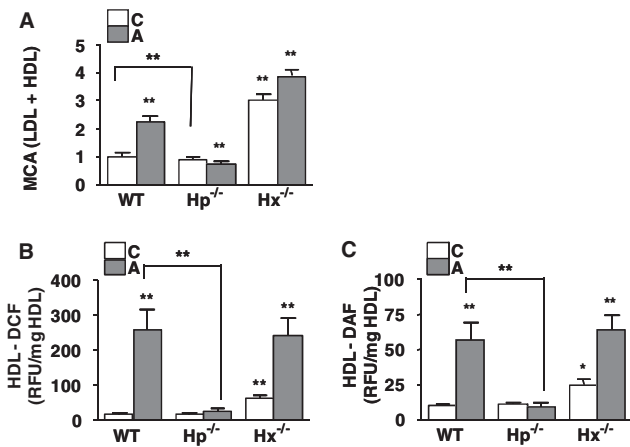 A
C
A
MCA (LDL + HDL)
5
4
3
2
1
0
**
**
**
**
**
WT
Hp-/-
Hx-/-
B
C
A
HDL - DCF
(RFU/mg HDL)
400
300
200
100
0
**
**
**
**
WT
Hp-/-
Hx-/-
C
C
A
HDL - DAF
(RFU/mg HDL)
100
75
50
25
0
**
**
*
**
WT
Hp-/-
Hx-/-